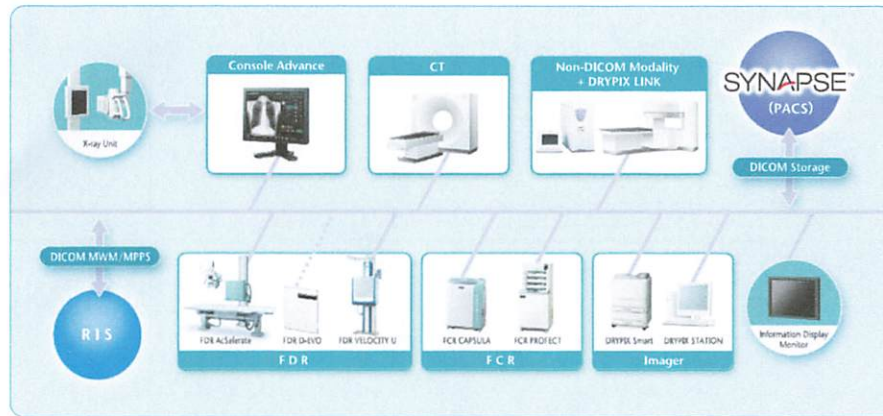 Console Advance
CT
Non-DICOM Modality
+ DRYPIX LINK
SYNAPSE™
(PACS)
X-ray Unit
DICOM Storage
DICOM MWM/MPPS
RIS
FDR AcSelerate
FDR D-EVO
FDR VELOCITY U
FDR
FCR CAPSULA
FCR PROFECT
FCR
DRYPIX Smart
DRYPIX STATION
Imager
Information Display
Monitor